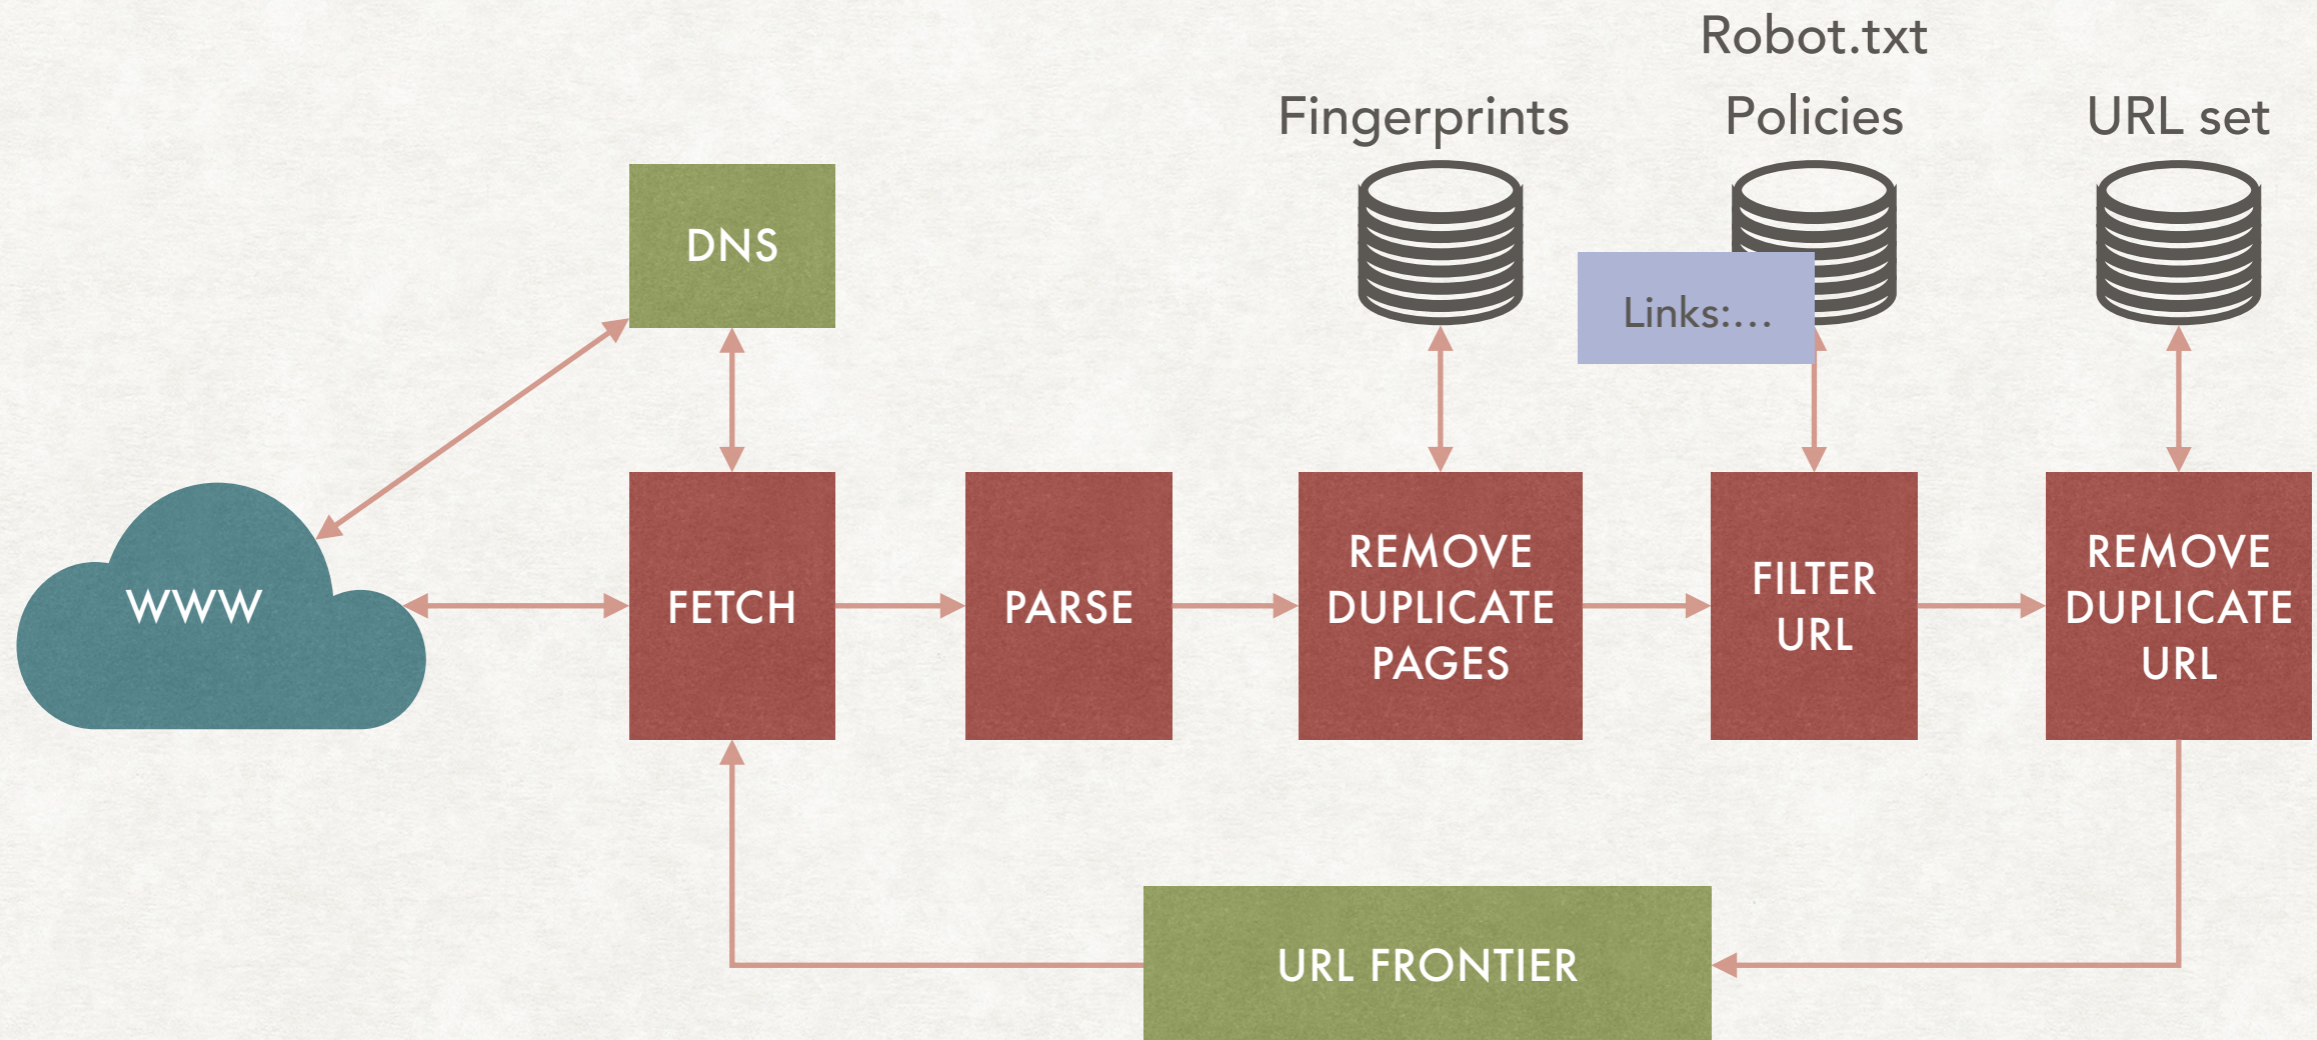 Robot.txt
Fingerprints
Policies
URL set
DNS
Links:...
WWW
FETCH
PARSE
REMOVE
DUPLICATE
PAGES
FILTER
URL
REMOVE
DUPLICATE
URL
URL FRONTIER